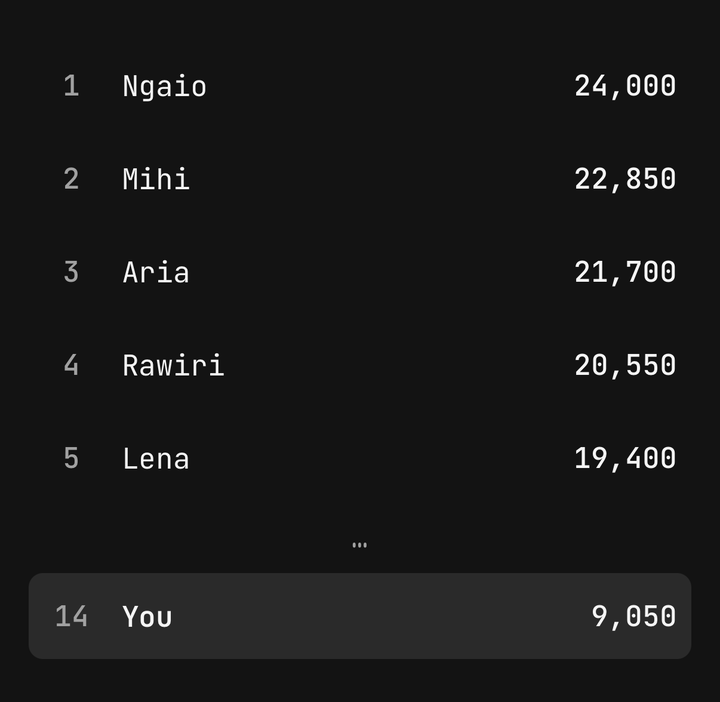 1 Ngaio 24,000
2 Mihi 22,850
3 Aria 21,700
4 Rawiri 20,550
5 Lena 19,400
…
14 You 9,050